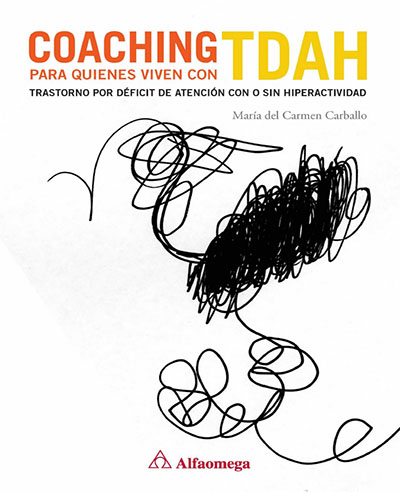 COACHING TDAH
PARA QUIENES VIVEN CON
TRASTORNO POR DÉFICIT DE ATENCIÓN CON O SIN HIPERACTIVIDAD
María del Carmen Carballo
Alfaomega